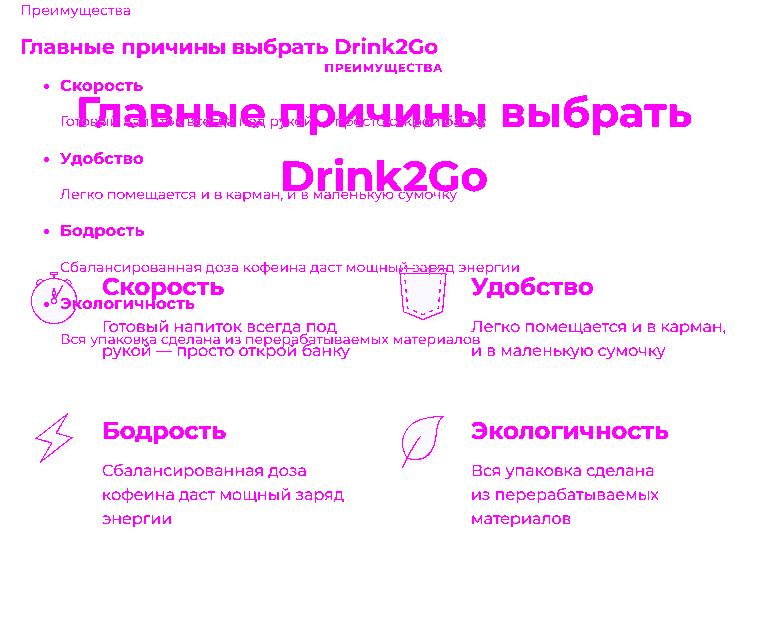 Преимущества
Главные причины выбрать Drink2Go
ПРЕИМУЩЕСТВА
Скорость
Главные причины выбрать
Готовый напиток всегда под рукой — просто открой банку
Удобство
Drink2Go
Легко помещается и в карман, и в маленькую сумочку
Бодрость
Сбалансированная доза кофеина даст мощный заряд энергии
Скорость
Удобство
Экологичность
Готовый напиток всегда под
Легко помещается и в карман,
Вся упаковка сделана из перерабатываемых материалов
рукой — просто открой банку
и в маленькую сумочку
Бодрость
Экологичность
Сбалансированная доза
Вся упаковка сделана
кофеина даст мощный заряд
из перерабатываемых
энергии
материалов